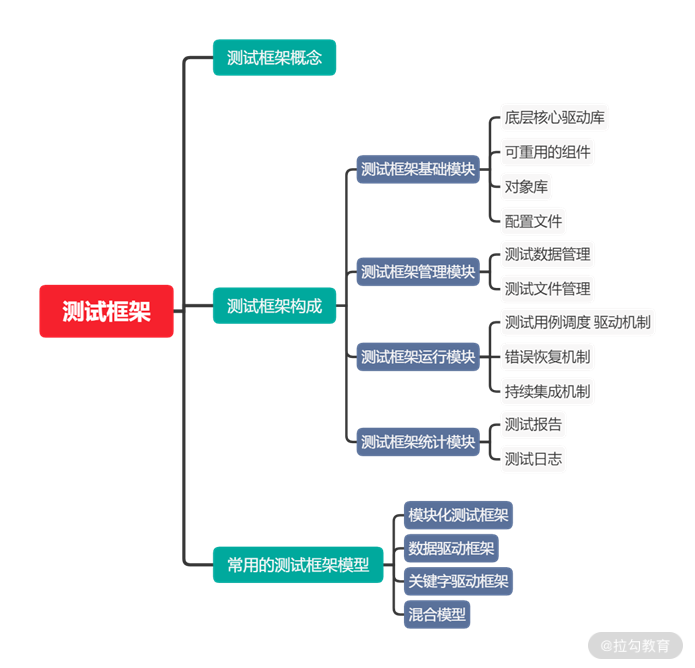 测试框架
测试框架概念
测试框架构成
测试框架基础模块
底层核心驱动库
可重用的组件
对象库
配置文件
测试框架管理模块
测试数据管理
测试文件管理
测试框架运行模块
测试用例调度 驱动机制
错误恢复机制
持续集成机制
测试框架统计模块
测试报告
测试日志
常用的测试框架模型
模块化测试框架
数据驱动框架
关键字驱动框架
混合模型
@拉勾教育